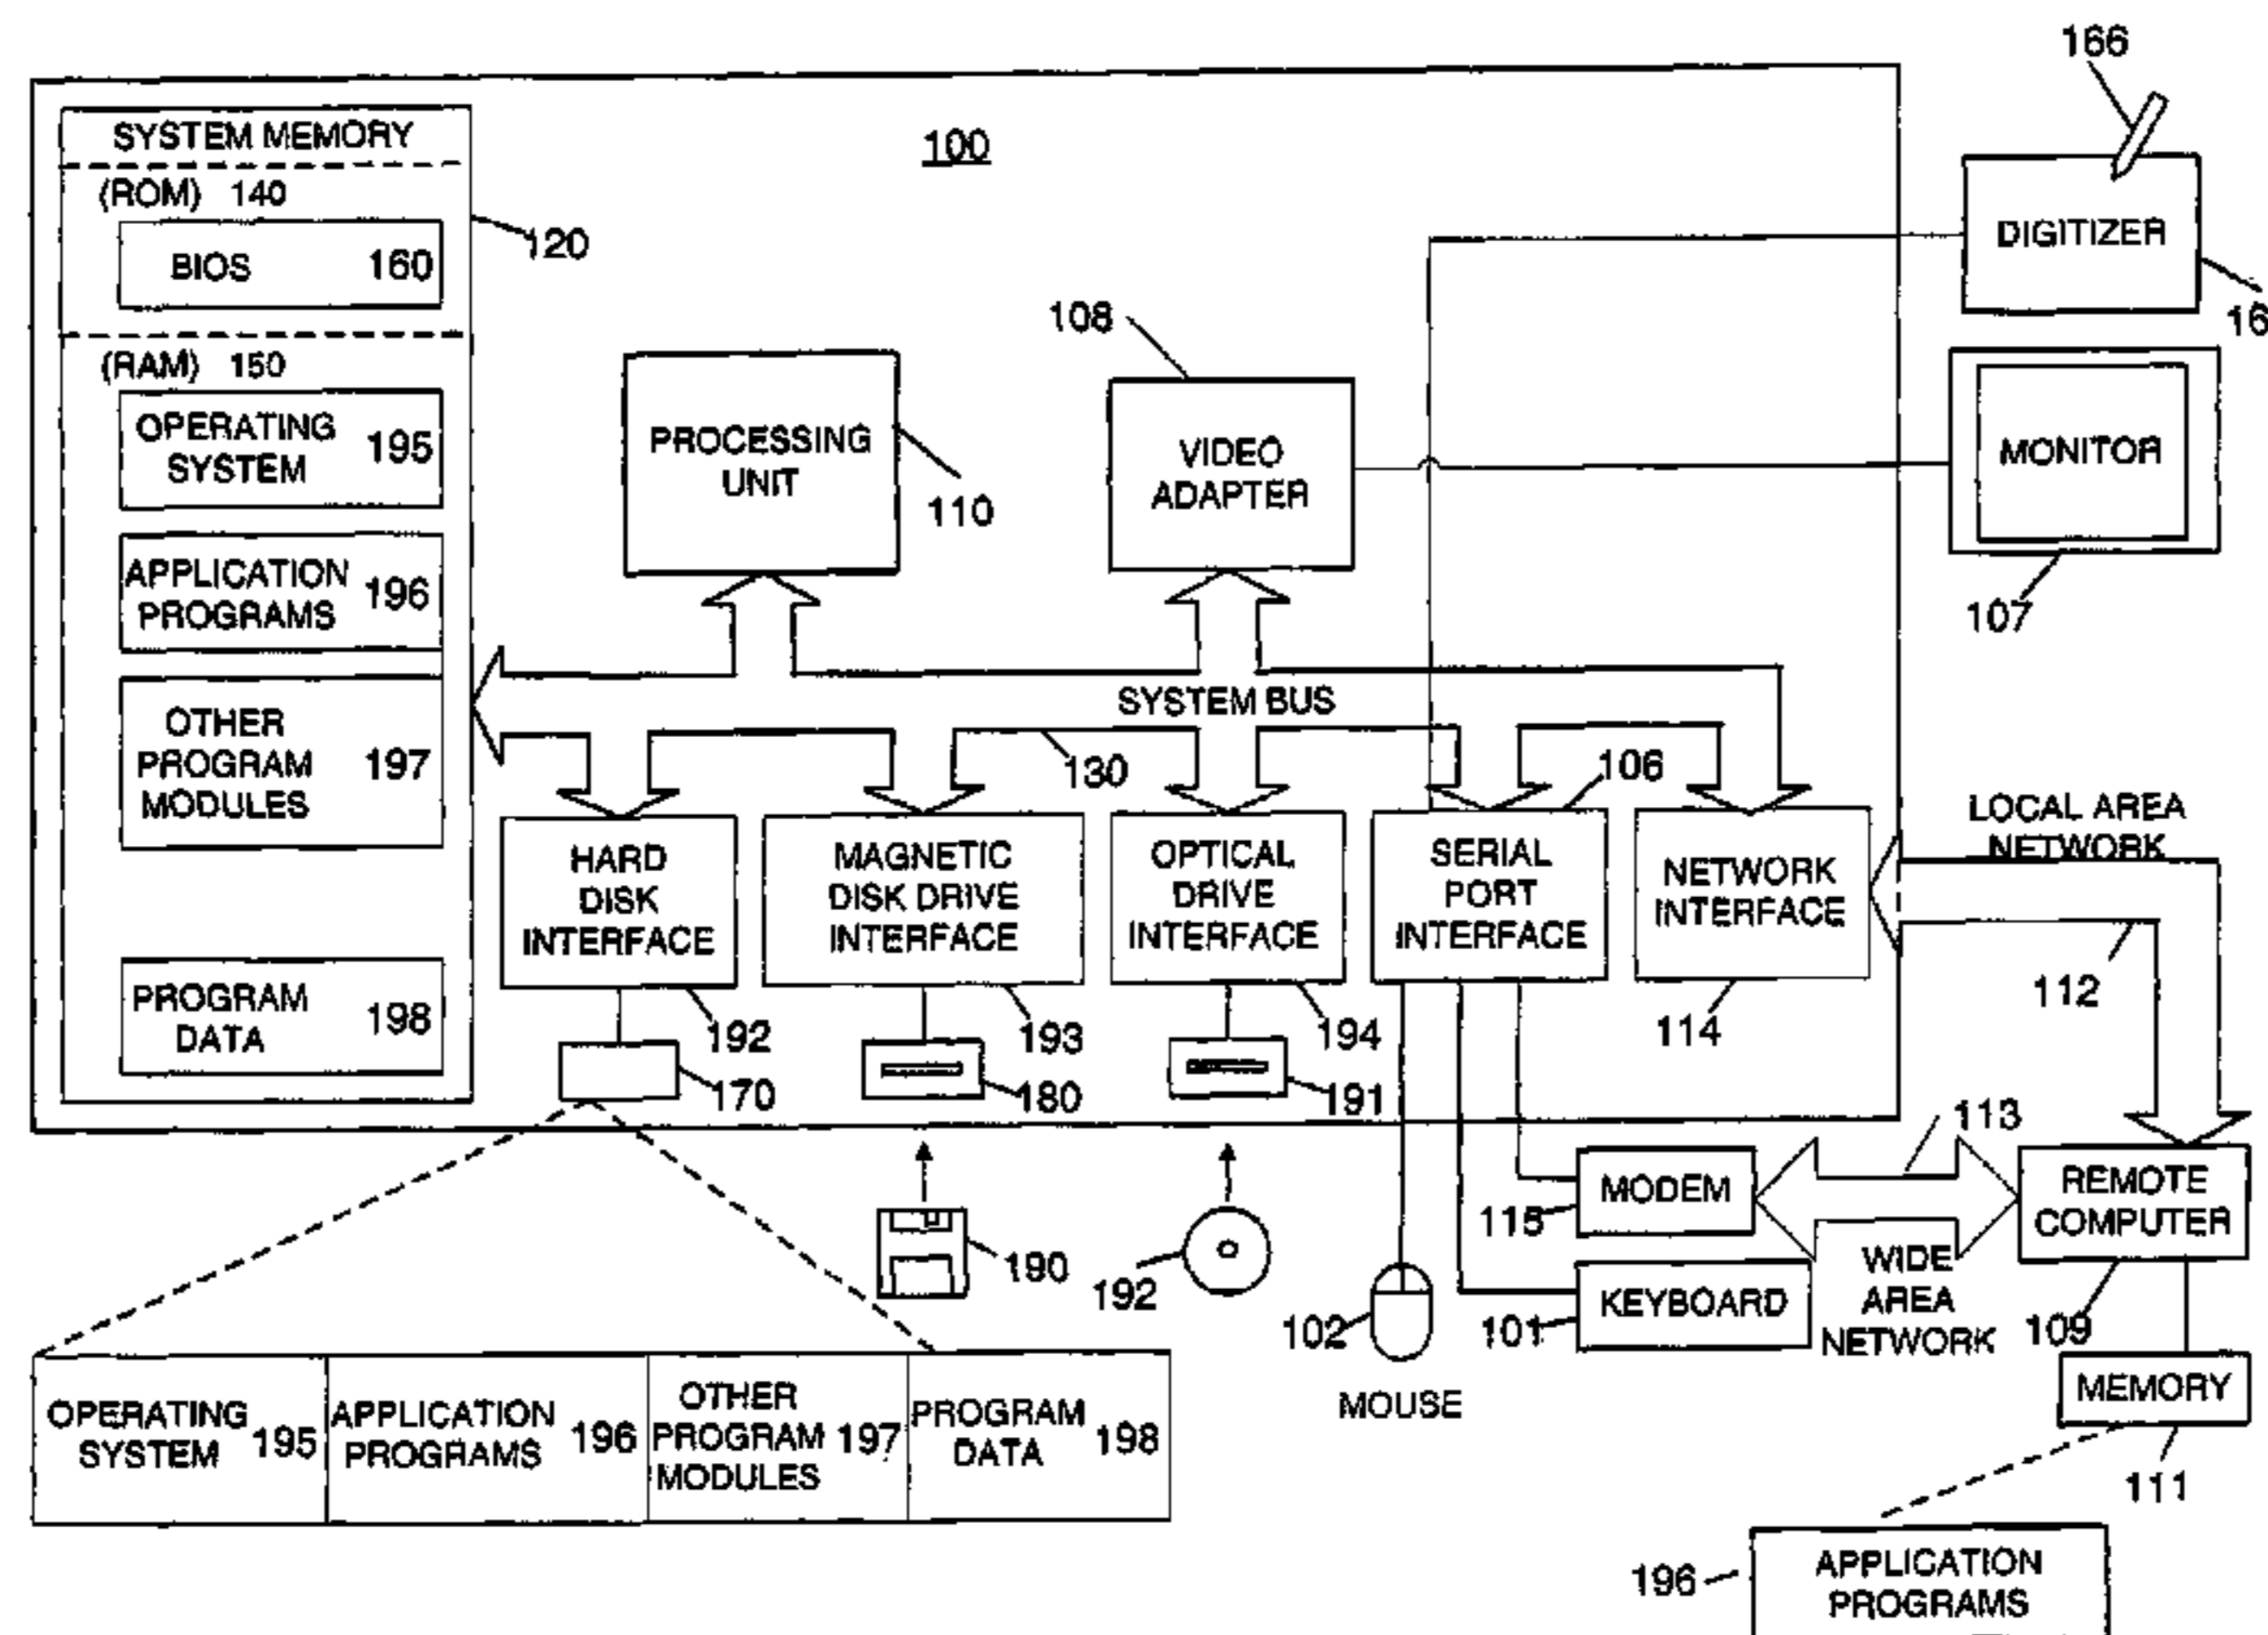 166
100
SYSTEM MEMORY
(ROM) 140
BIOS 160
120
(RAM) 150
OPERATING
SYSTEM
195
APPLICATION
PROGRAMS
196
OTHER
PROGRAM
MODULES
197
PROGRAM
DATA
198
PROCESSING
UNIT
110
108
VIDEO
ADAPTER
DIGITIZER
16
MONITOR
107
SYSTEM BUS
130
106
HARD
DISK
INTERFACE
192
170
MAGNETIC
DISK DRIVE
INTERFACE
193
180
OPTICAL
DRIVE
INTERFACE
194
191
SERIAL
PORT
INTERFACE
NETWORK
INTERFACE
114
LOCAL AREA
NETWORK
112
113
MODEM
115
REMOTE
COMPUTER
109
WIDE
AREA
NETWORK
KEYBOARD
101
102
MOUSE
190
192
MEMORY
111
OPERATING
SYSTEM
195
APPLICATION
PROGRAMS
196
OTHER
PROGRAM
MODULES
197
PROGRAM
DATA
198
196
APPLICATION
PROGRAMS